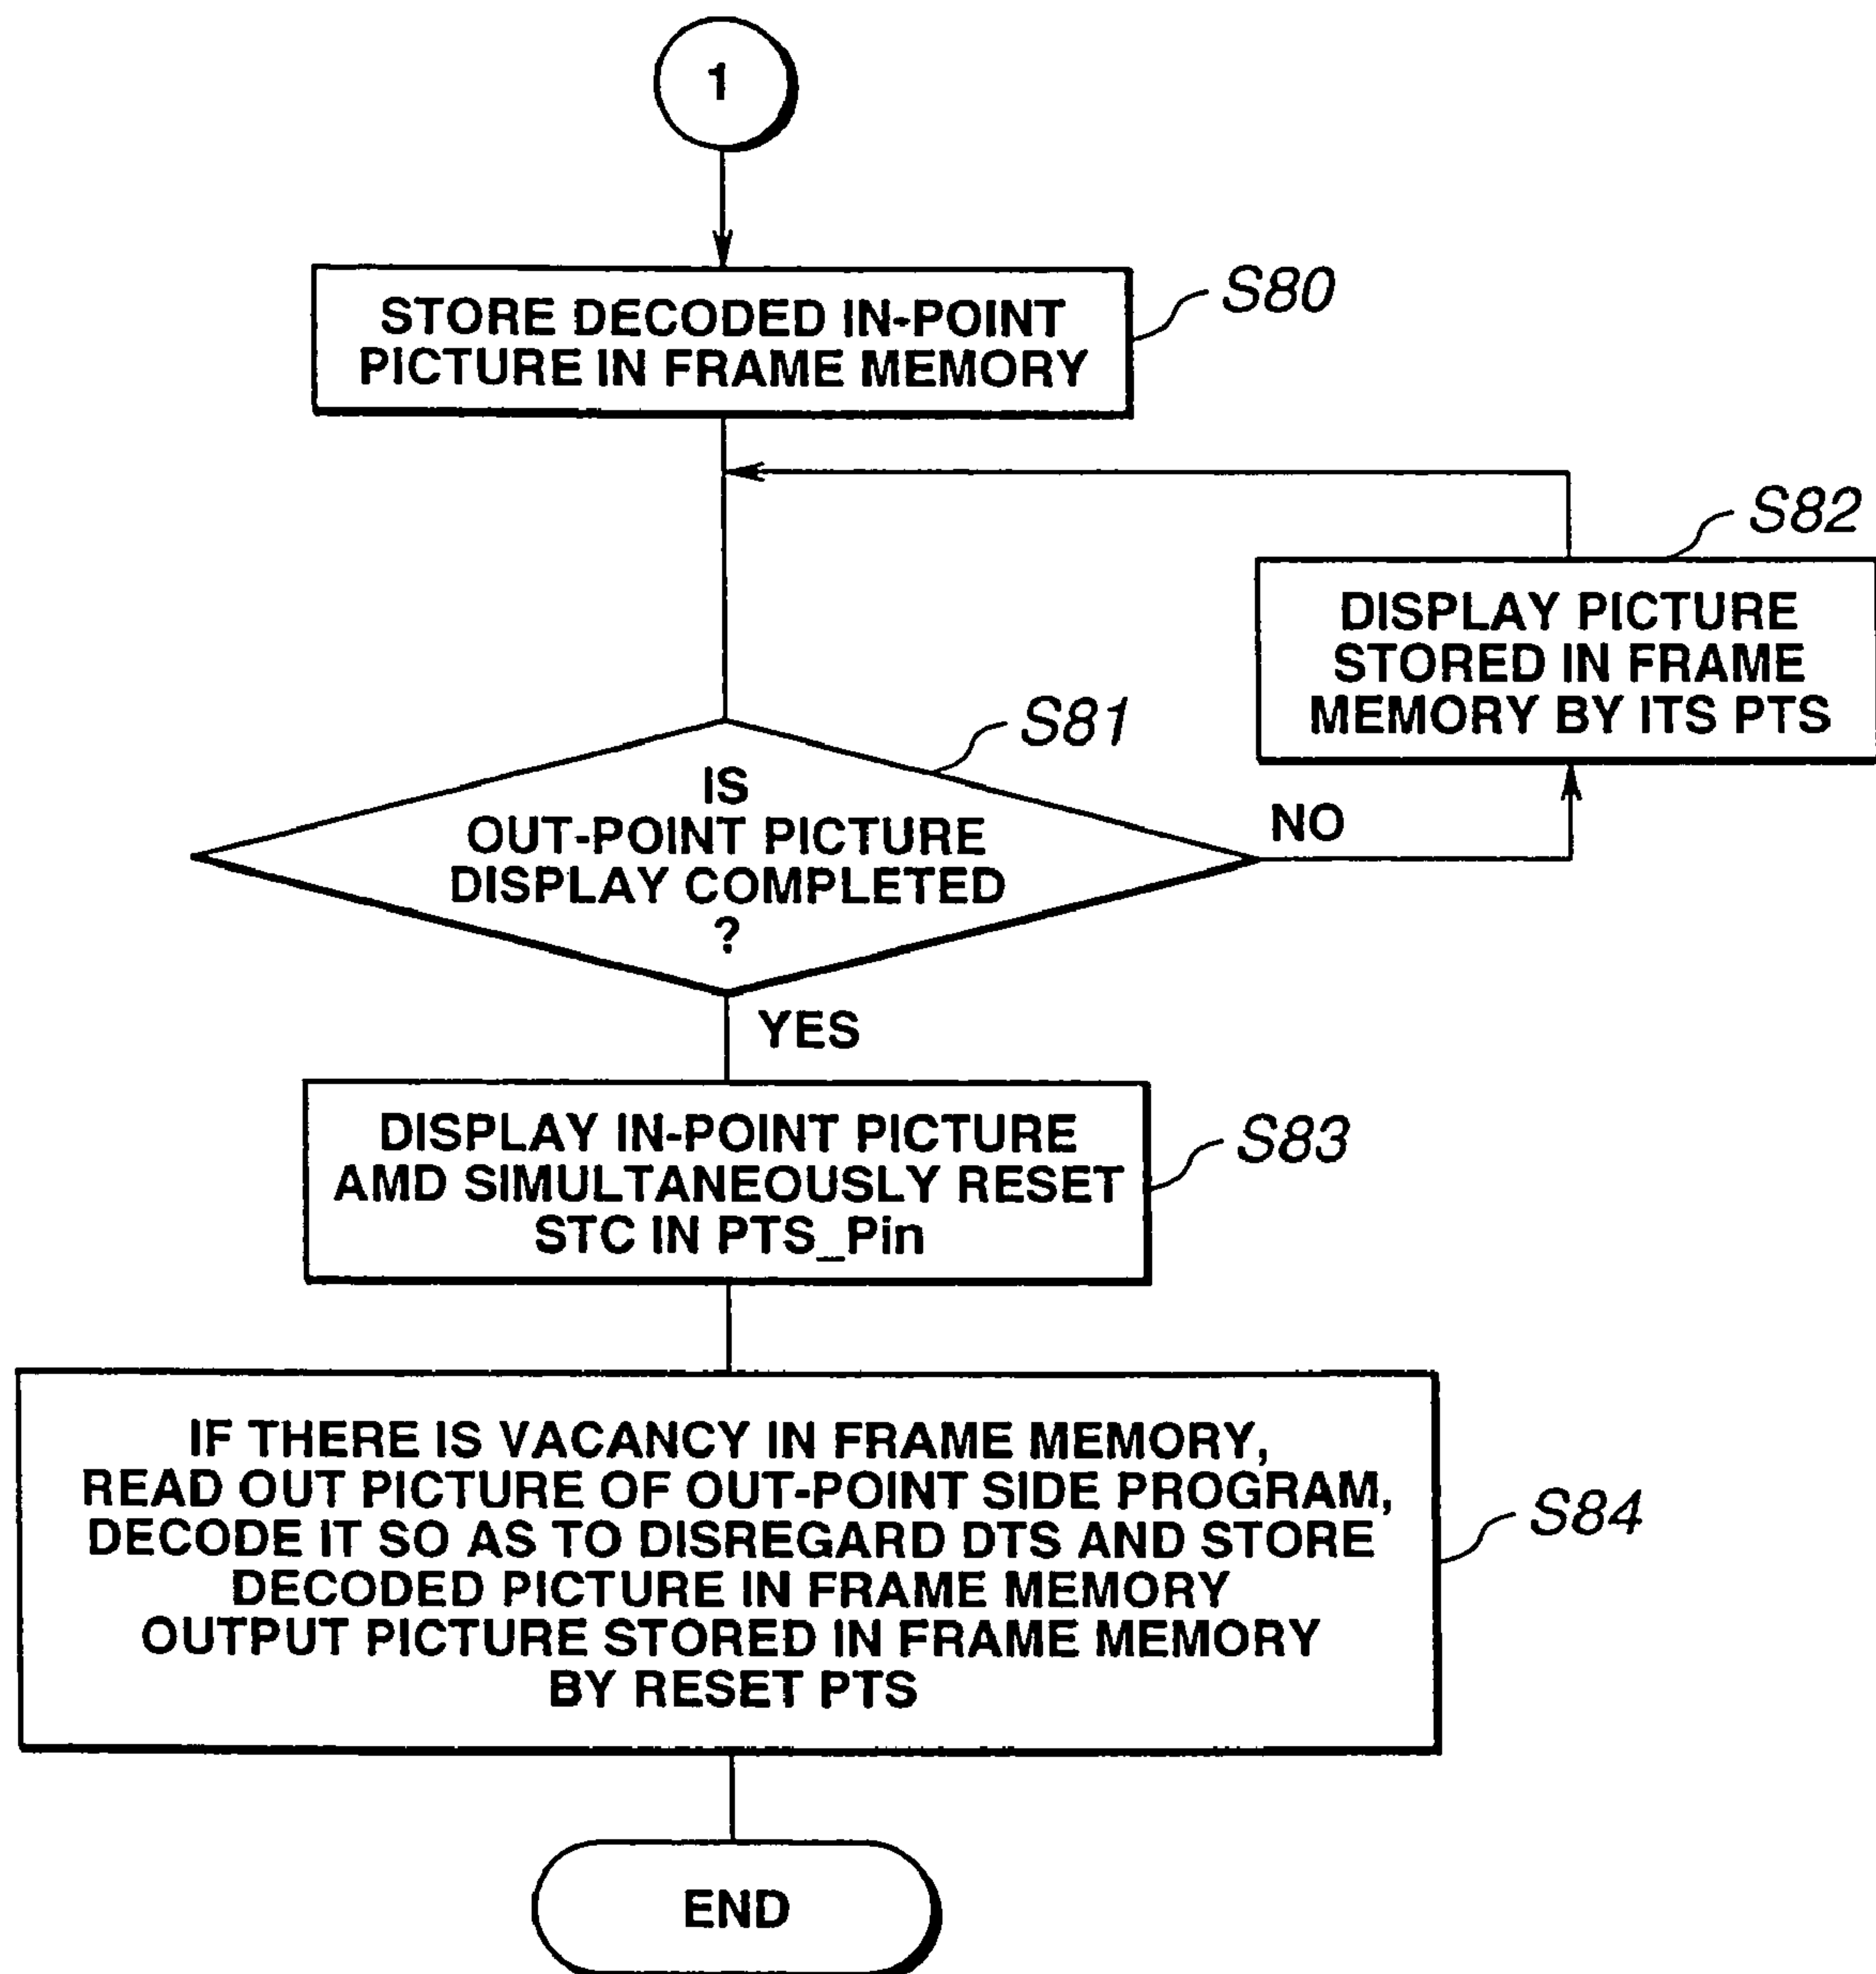 1
STORE DECODED IN-POINT
PICTURE IN FRAME MEMORY
S80
S82
DISPLAY PICTURE
STORED IN FRAME
MEMORY BY ITS PTS
S81
IS
OUT-POINT PICTURE
DISPLAY COMPLETED
?
NO
YES
DISPLAY IN-POINT PICTURE
AMD SIMULTANEOUSLY RESET
STC IN PTS_Pin
S83
IF THERE IS VACANCY IN FRAME MEMORY,
READ OUT PICTURE OF OUT-POINT SIDE PROGRAM,
DECODE IT SO AS TO DISREGARD DTS AND STORE
DECODED PICTURE IN FRAME MEMORY
OUTPUT PICTURE STORED IN FRAME MEMORY
BY RESET PTS
S84
END